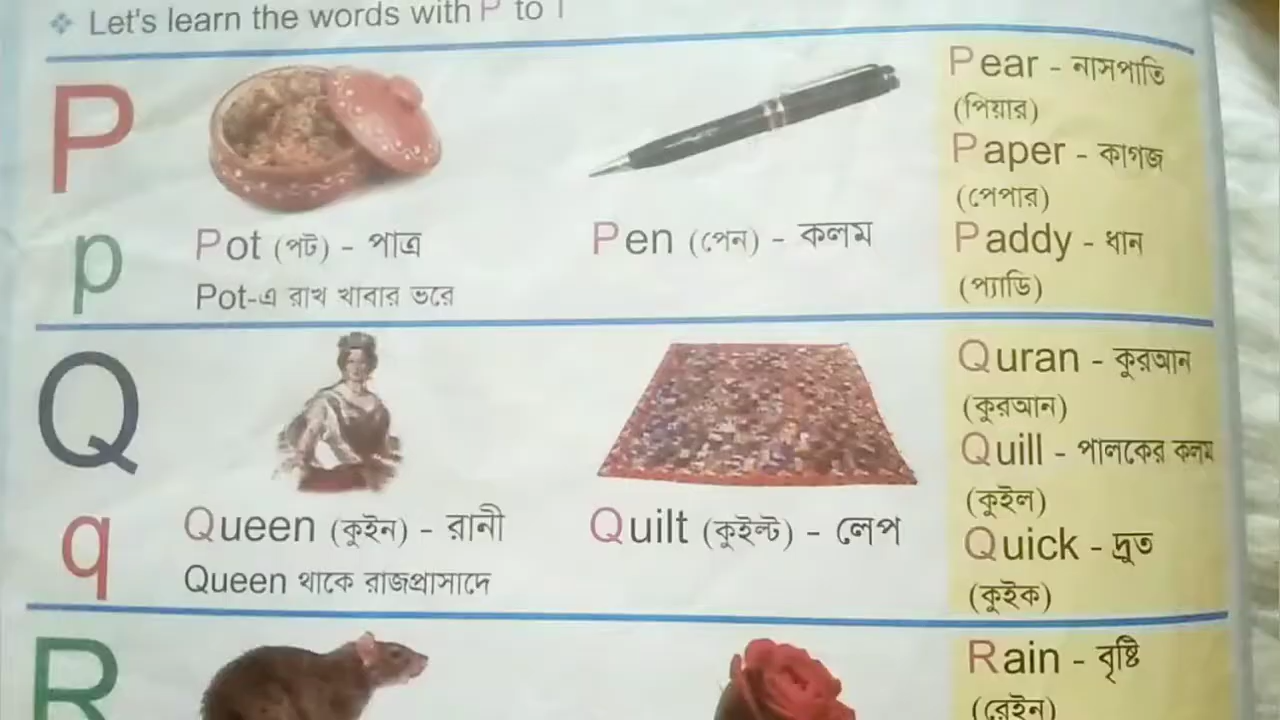 ❖ Let's learn the words with P to T
P
p
Pot (পট) - পাত্র
Pot-এ রাখ খাবার ভরে
Pen (পেন) - কলম
Pear - নাসপাতি
(পিয়ার)
Paper - কাগজ
(পেপার)
Paddy - ধান
(প্যাডি)
Q
q
Queen (কুইন) - রানী
Queen থাকে রাজপ্রাসাদে
Quilt (কুইল্ট) - লেপ
Quran - কুরআন
(কুরআন)
Quill - পালকের কলম
(কুইল)
Quick - দ্রুত
(কুইক)
R
Rain - বৃষ্টি
(রেইন)